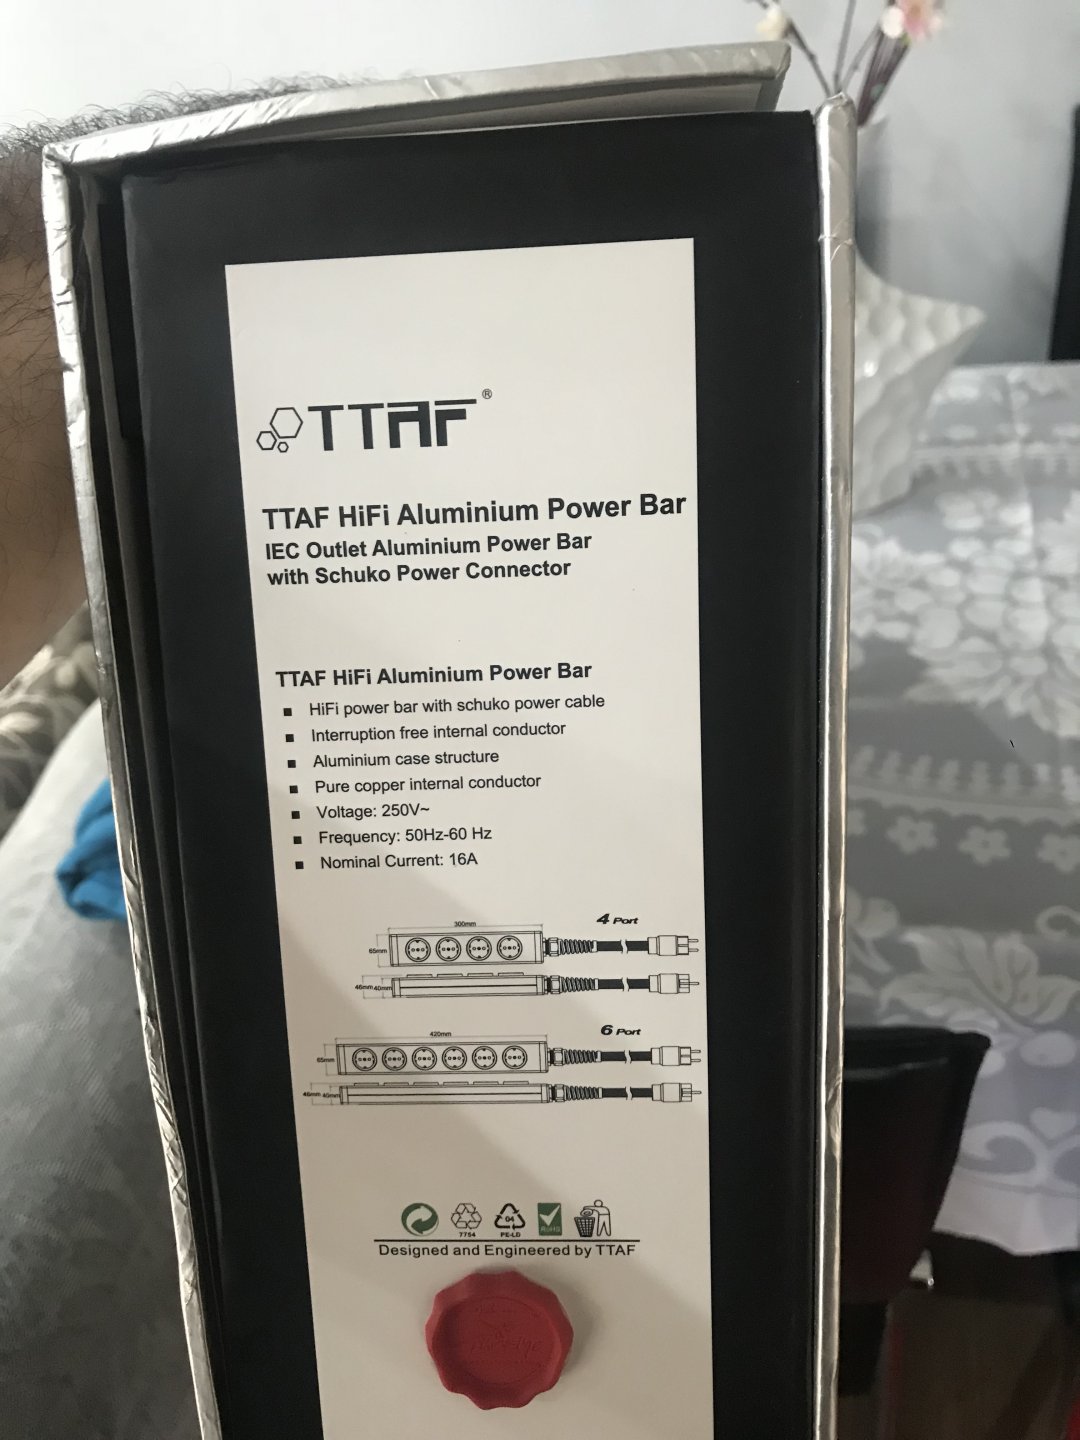 TTAF®
TTAF HiFi Aluminium Power Bar
IEC Outlet Aluminium Power Bar
with Schuko Power Connector
TTAF HiFi Aluminium Power Bar
▪ HiFi power bar with schuko power cable
▪ Interruption free internal conductor
▪ Aluminium case structure
▪ Pure copper internal conductor
▪ Voltage: 250V~
▪ Frequency: 50Hz-60 Hz
▪ Nominal Current: 16A
4 Port
300mm
65mm
46mm 40mm
6 Port
420mm
65mm
46mm 40mm
04
RoHS
7754 PE-LD
Designed and Engineered by TTAF